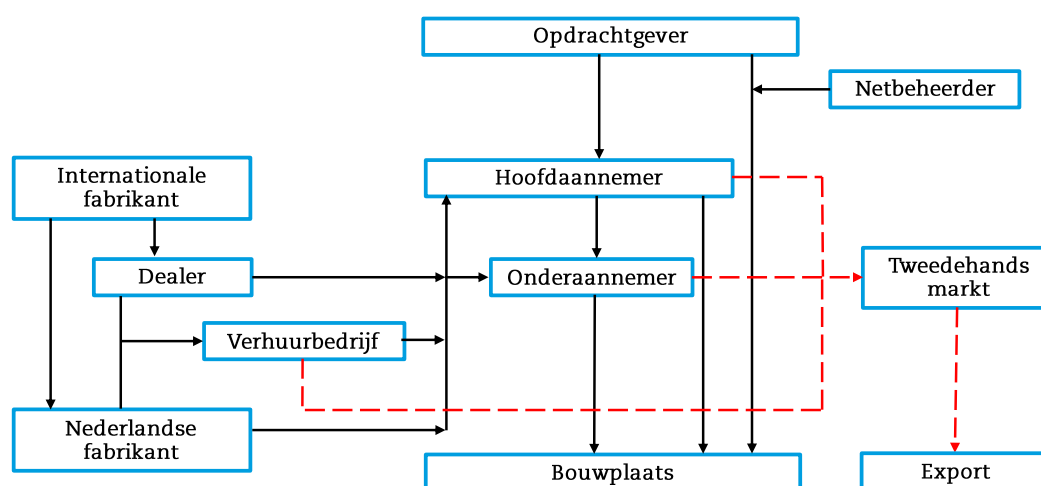 Opdrachtgever
Netbeheerder
Internationale
fabrikant
Hoofdaannemer
Dealer
Onderaannemer
Tweedehands
markt
Verhuurbedrijf
Nederlandse
fabrikant
Bouwplaats
Export